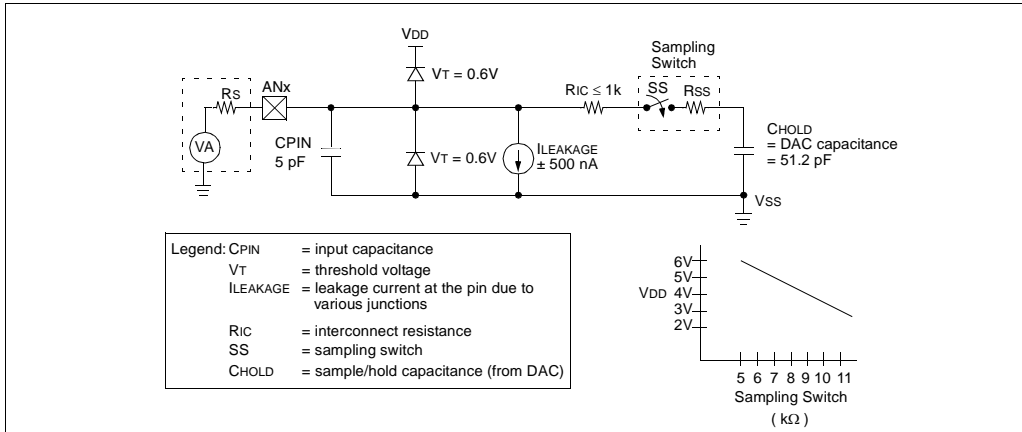 VDD
Sampling
Switch
VT = 0.6V
ANx
RS
RIC ≤ 1k
SS
RSS
VA
CPIN
5 pF
VT = 0.6V
ILEAKAGE
± 500 nA
CHOLD
= DAC capacitance
= 51.2 pF
VSS
Legend: CPIN = input capacitance
VT = threshold voltage
ILEAKAGE = leakage current at the pin due to
various junctions
RIC = interconnect resistance
SS = sampling switch
CHOLD = sample/hold capacitance (from DAC)
6V
5V
VDD 4V
3V
2V
5 6 7 8 9 10 11
Sampling Switch
( kΩ )